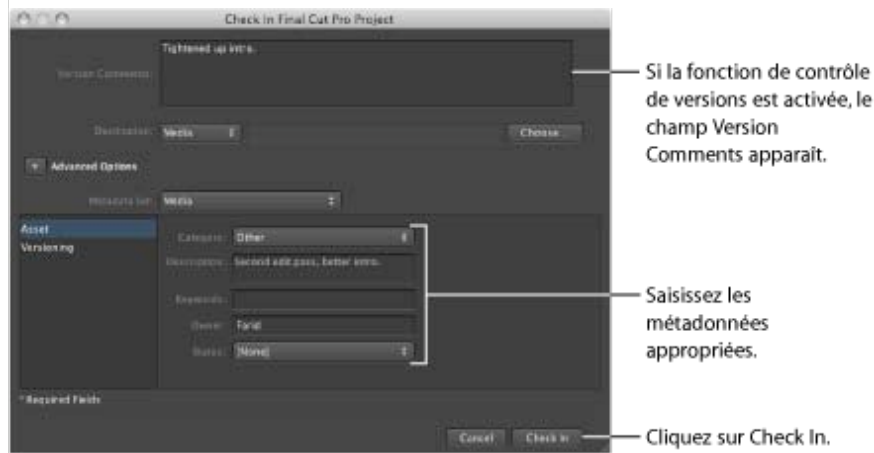 Check In Final Cut Pro Project
Tightened up intro.
Version Comments:
Si la fonction de contrôle
de versions est activée, le
champ Version
Comments apparaît.
Destination: Media Choose...
Advanced Options
Metadata Set: Media
Asset
Versioning
Category: Other
Description: Second edit pass, better intro.
Keywords:
Owner: Farid
Status: [None]
Saisissez les
métadonnées
appropriées.
* Required Fields
Cancel Check In
Cliquez sur Check In.